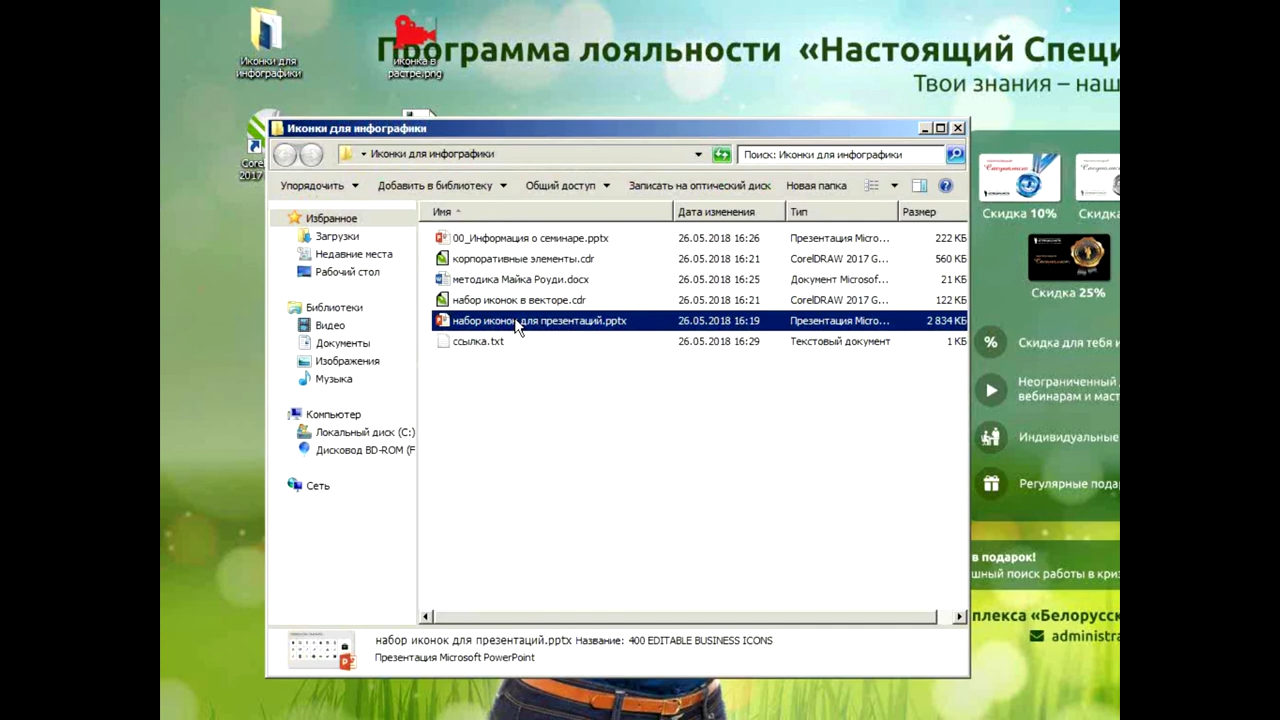 Программа лояльности «Настоящий Специ
Твои знания – наш
Иконки для
инфографики
иконка в
растре.png
Corel
2017
Иконки для инфографики
Иконки для инфографики
Поиск: Иконки для инфографики
Упорядочить
Добавить в библиотеку
Общий доступ
Записать на оптический диск
Новая папка
Имя
Дата изменения
Тип
Размер
00_Информация о семинаре.pptx 26.05.2018 16:26 Презентация Micro... 222 КБ
корпоративные элементы.cdr 26.05.2018 16:21 CorelDRAW 2017 G... 560 КБ
методика Майка Роуди.docx 26.05.2018 16:25 Документ Microsof... 21 КБ
набор иконок в векторе.cdr 26.05.2018 16:21 CorelDRAW 2017 G... 122 КБ
набор иконок для презентаций.pptx 26.05.2018 16:19 Презентация Micro... 2 834 КБ
ссылка.txt 26.05.2018 16:29 Текстовый документ 1 КБ
Избранное
Загрузки
Недавние места
Рабочий стол
Библиотеки
Видео
Документы
Изображения
Музыка
Компьютер
Локальный диск (C:)
Дисковод BD-ROM (F
Сеть
набор иконок для презентаций.pptx Название: 400 EDITABLE BUSINESS ICONS
Презентация Microsoft PowerPoint
Скидка 10%
Скидка
Скидка 25%
%
Скидка для тебя и
Неограниченный
вебинарам и маст
Индивидуальные
Регулярные пода
в подарок!
шный поиск работы в криз
плекса «Белорусск
administra